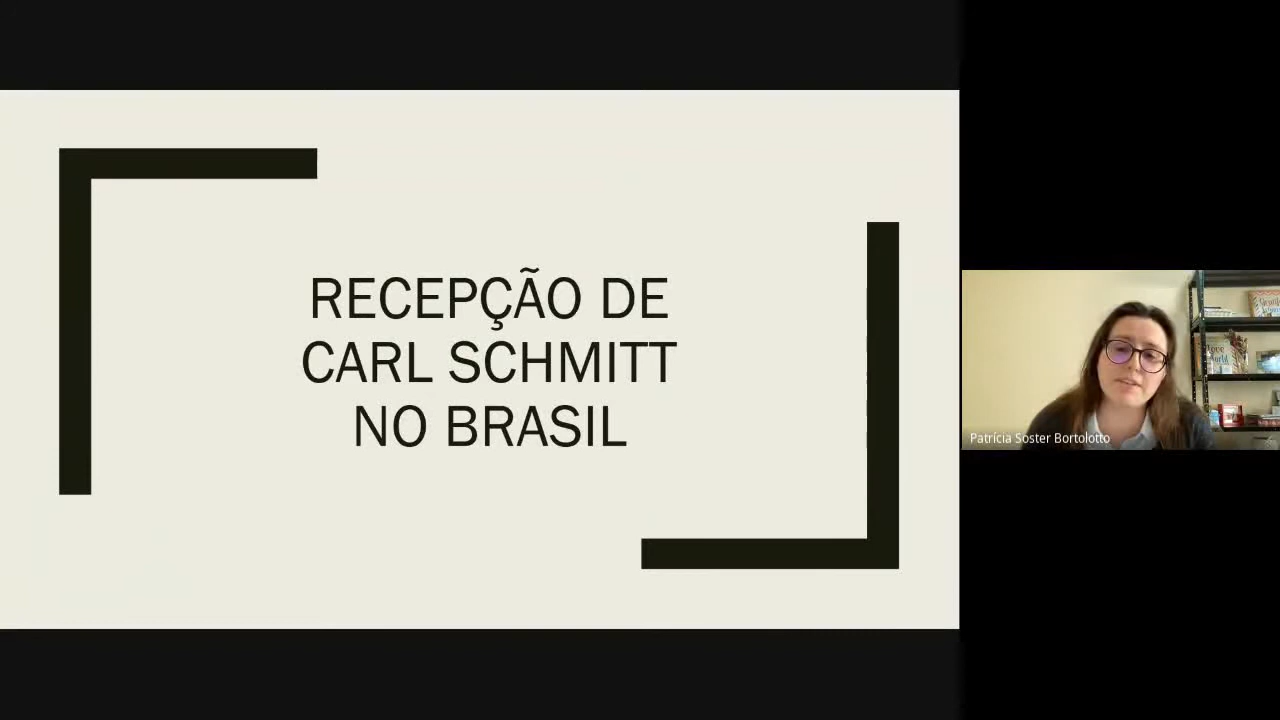 RECEPÇÃO DE
CARL SCHMITT
NO BRASIL
Patrícia Soster Bortolotto